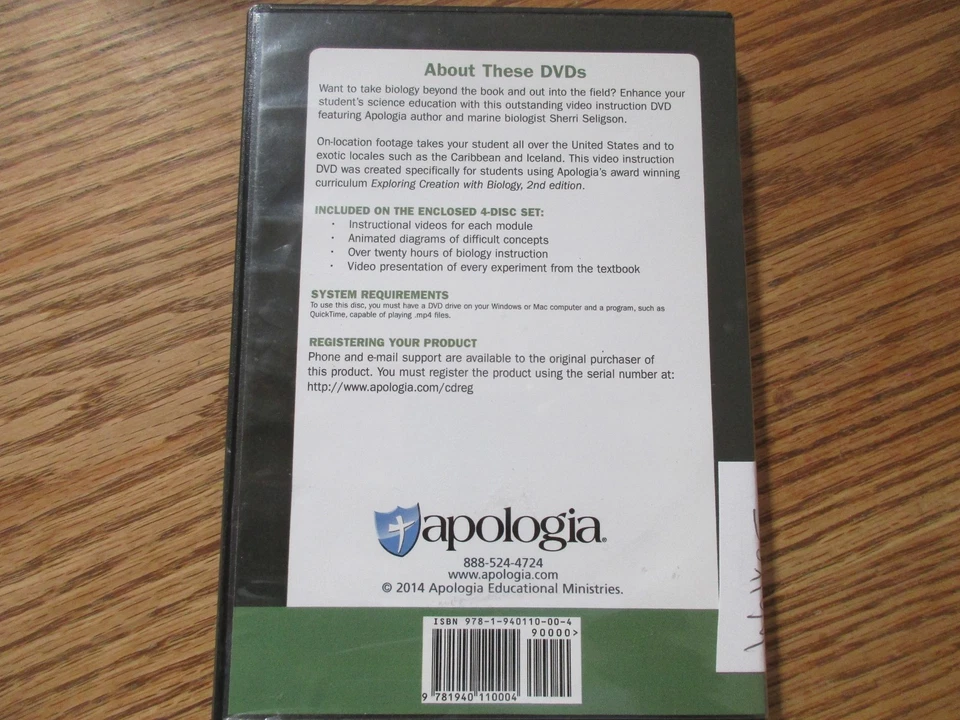 About These DVDs
Want to take biology beyond the book and out into the field? Enhance your
student's science education with this outstanding video instruction DVD
featuring Apologia author and marine biologist Sherri Seligson.
On-location footage takes your student all over the United States and to
exotic locales such as the Caribbean and Iceland. This video instruction
DVD was created specifically for students using Apologia's award winning
curriculum Exploring Creation with Biology, 2nd edition.
INCLUDED ON THE ENCLOSED 4-DISC SET:
· Instructional videos for each module
· Animated diagrams of difficult concepts
· Over twenty hours of biology instruction
· Video presentation of every experiment from the textbook
SYSTEM REQUIREMENTS
To use this disc, you must have a DVD drive on your Windows or Mac computer and a program, such as
QuickTime, capable of playing .mp4 files.
REGISTERING YOUR PRODUCT
Phone and e-mail support are available to the original purchaser of
this product. You must register the product using the serial number at:
http://www.apologia.com/cdreg
apologia®
888-524-4724
www.apologia.com
© 2014 Apologia Educational Ministries.
ISBN 978-1-940110-00-4
90000>
9 781940 110004